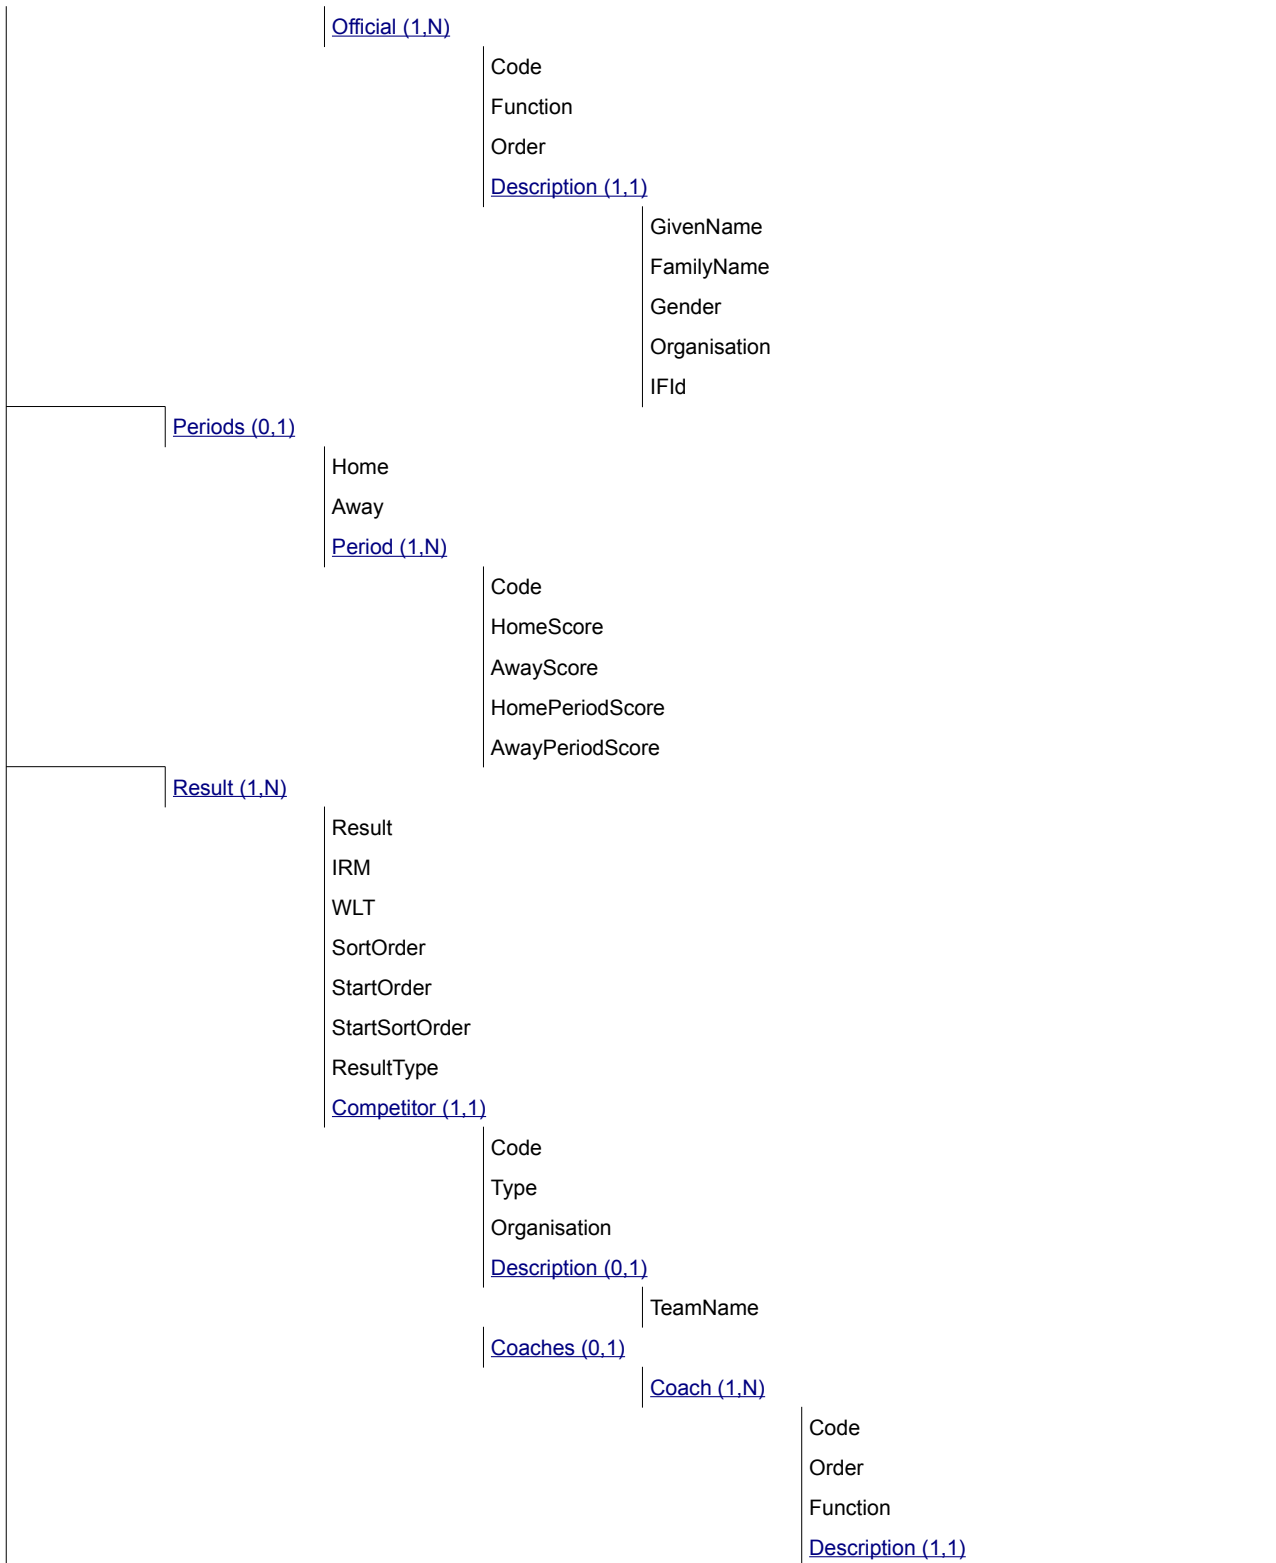 Official (1,N)
Code
Function
Order
Description (1,1)
GivenName
FamilyName
Gender
Organisation
IFId
Periods (0,1)
Home
Away
Period (1,N)
Code
HomeScore
AwayScore
HomePeriodScore
AwayPeriodScore
Result (1,N)
Result
IRM
WLT
SortOrder
StartOrder
StartSortOrder
ResultType
Competitor (1,1)
Code
Type
Organisation
Description (0,1)
TeamName
Coaches (0,1)
Coach (1,N)
Code
Order
Function
Description (1,1)